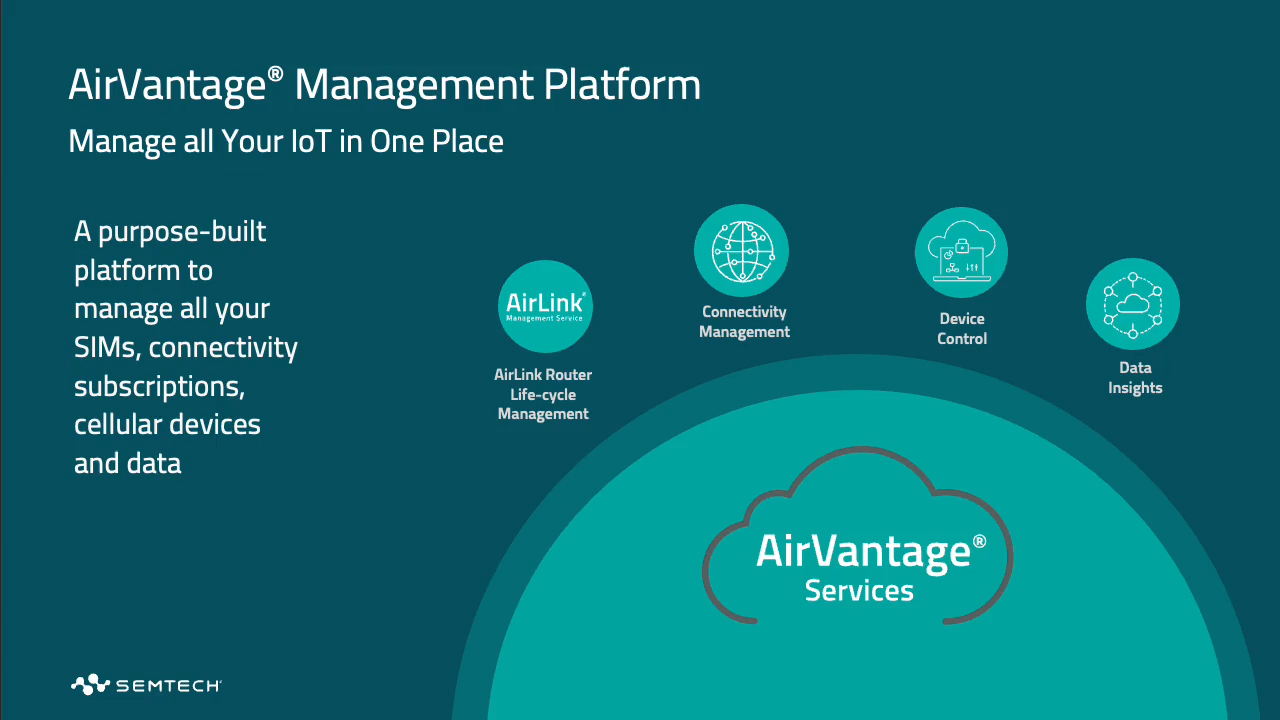 AirVantage® Management Platform
Manage all Your IoT in One Place
A purpose-built
platform to
manage all your
SIMs, connectivity
subscriptions,
cellular devices
and data
AirLink®
Management Service
AirLink Router
Life-cycle
Management
Connectivity
Management
Device
Control
Data
Insights
AirVantage®
Services
SEMTECH